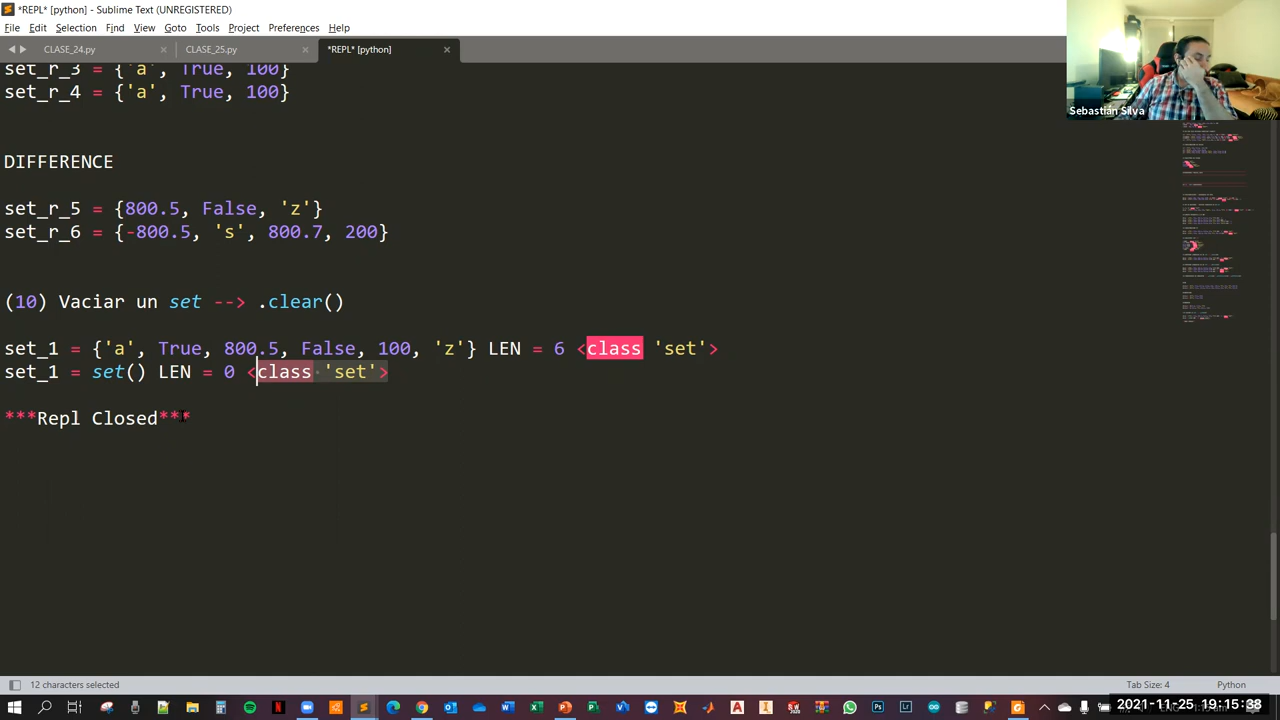 *REPL* [python] - Sublime Text (UNREGISTERED)
File Edit Selection Find View Goto Tools Project Preferences Help
CLASE_24.py CLASE_25.py *REPL* [python]
Sebastián Silva
set_r_3 = {'a', True, 100}
set_r_4 = {'a', True, 100}
DIFFERENCE
set_r_5 = {800.5, False, 'z'}
set_r_6 = {-800.5, 's', 800.7, 200}
(10) Vaciar un set --> .clear()
set_1 = {'a', True, 800.5, False, 100, 'z'} LEN = 6 <class 'set'>
set_1 = set() LEN = 0 <class 'set'>
***Repl Closed***
12 characters selected
Tab Size: 4
Python
2021-11-25 19:15:38